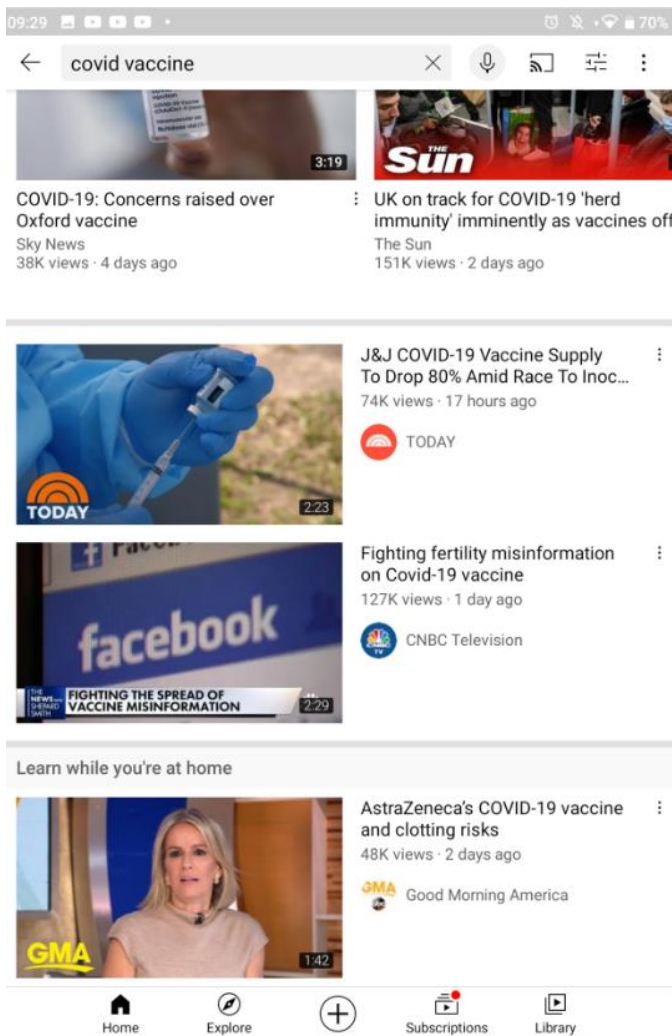 09:29
70%
covid vaccine
3:19
THE
Sun
COVID-19: Concerns raised over
Oxford vaccine
Sky News
38K views · 4 days ago
UK on track for COVID-19 'herd
immunity' imminently as vaccines off
The Sun
151K views · 2 days ago
TODAY
2:23
J&J COVID-19 Vaccine Supply
To Drop 80% Amid Race To Inoc...
74K views · 17 hours ago
TODAY
facebook
THE
NEWS
SHEPARD
SMITH
FIGHTING THE SPREAD OF
VACCINE MISINFORMATION
2:29
Fighting fertility misinformation
on Covid-19 vaccine
127K views · 1 day ago
CNBC Television
Learn while you're at home
GMA
1:42
AstraZeneca's COVID-19 vaccine
and clotting risks
48K views · 2 days ago
GMA
Good Morning America
Home
Explore
Subscriptions
Library